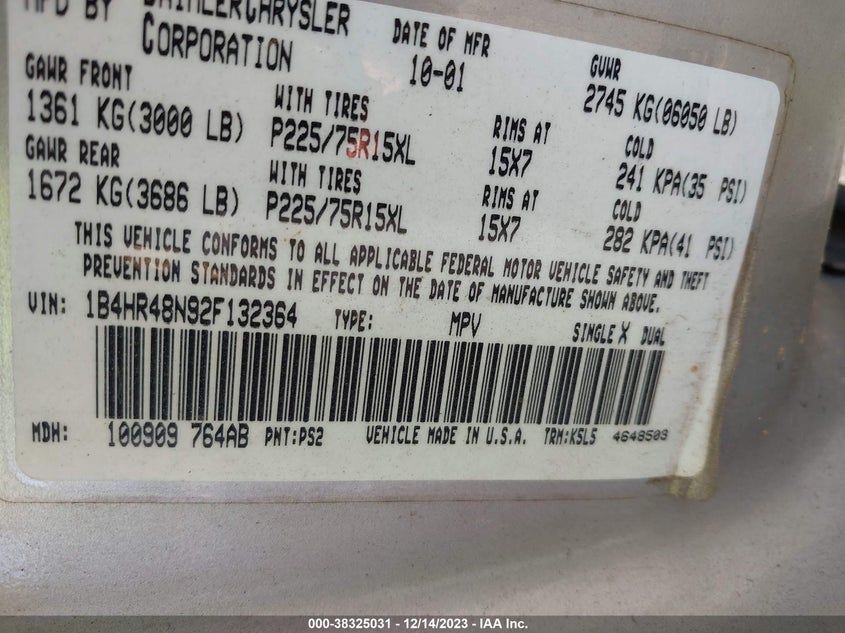 MFD BY DAIMLERCHRYSLER CORPORATION DATE OF MFR 10-01 GVWR 2745 KG(06050 LB)
GAWR FRONT 1361 KG(3000 LB) WITH TIRES P225/75R15XL RIMS AT 15X7 COLD 241 KPA(35 PSI)
GAWR REAR 1672 KG(3686 LB) WITH TIRES P225/75R15XL RIMS AT 15X7 COLD 282 KPA(41 PSI)
THIS VEHICLE CONFORMS TO ALL APPLICABLE FEDERAL MOTOR VEHICLE SAFETY AND THEFT
PREVENTION STANDARDS IN EFFECT ON THE DATE OF MANUFACTURE SHOWN ABOVE.
VIN: 1B4HR48N92F132364 TYPE: MPV SINGLE X DUAL
MDH: 100909 764AB PNT:PS2 VEHICLE MADE IN U.S.A. TRM:K5L5 4648503
000-38325031 - 12/14/2023 - IAA Inc.